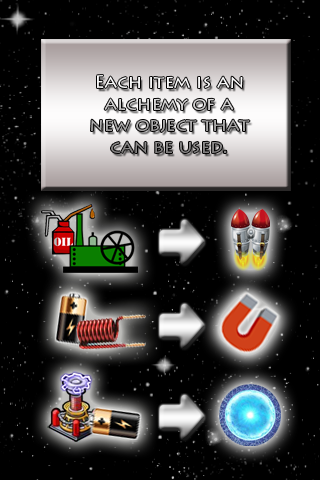 Each item is an
alchemy of a
new object that
can be used.
OIL